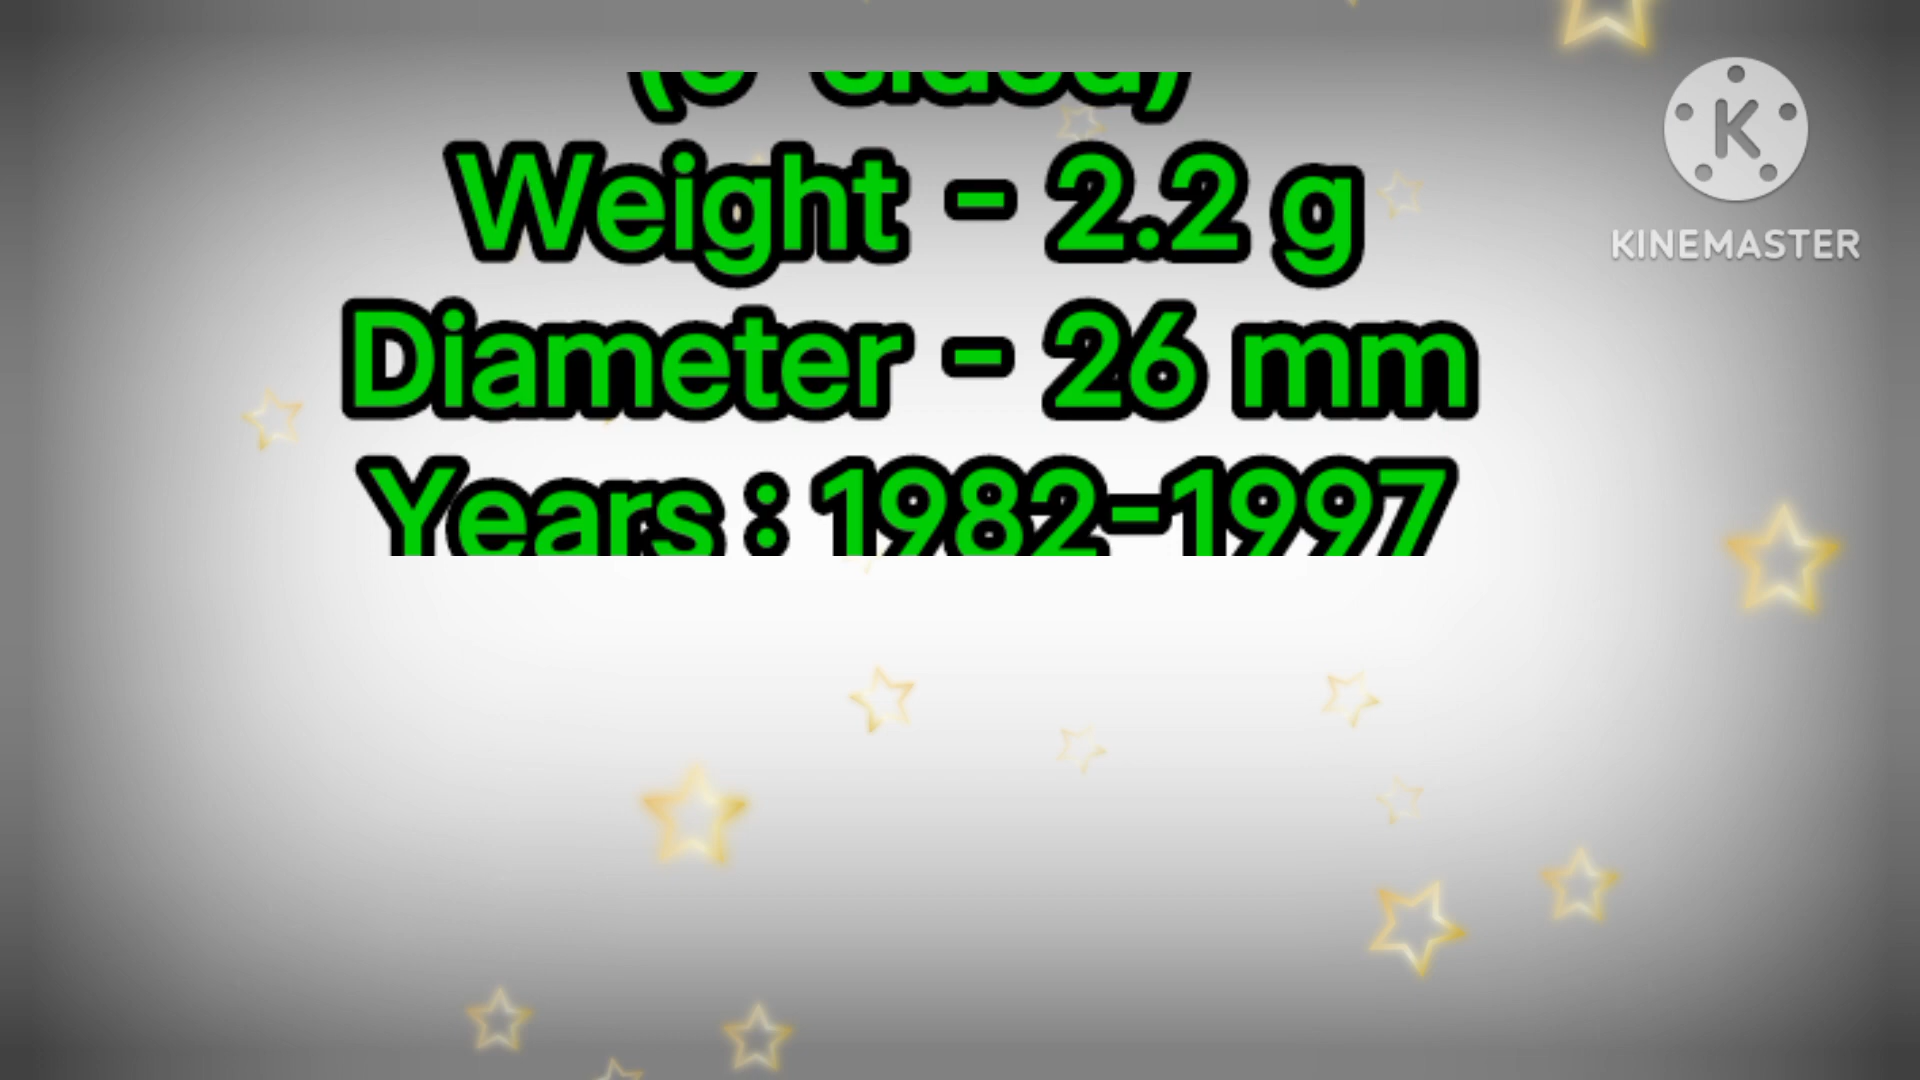 Weight - 2.2 g
Diameter - 26 mm
Years : 1982-1997
KINEMASTER